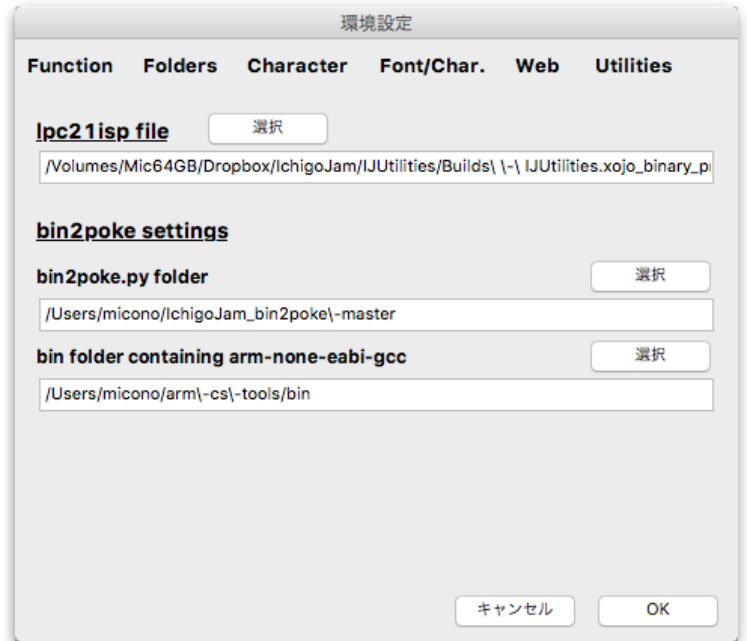 環境設定
Function Folders Character Font/Char. Web Utilities
lpc21isp file 選択
/Volumes/Mic64GB/Dropbox/IchigoJam/IJUtilities/Builds\ \-\ IJUtilities.xojo_binary_p
bin2poke settings
bin2poke.py folder 選択
/Users/micono/IchigoJam_bin2poke\-master
bin folder containing arm-none-eabi-gcc 選択
/Users/micono/arm\-cs\-tools/bin
キャンセル OK